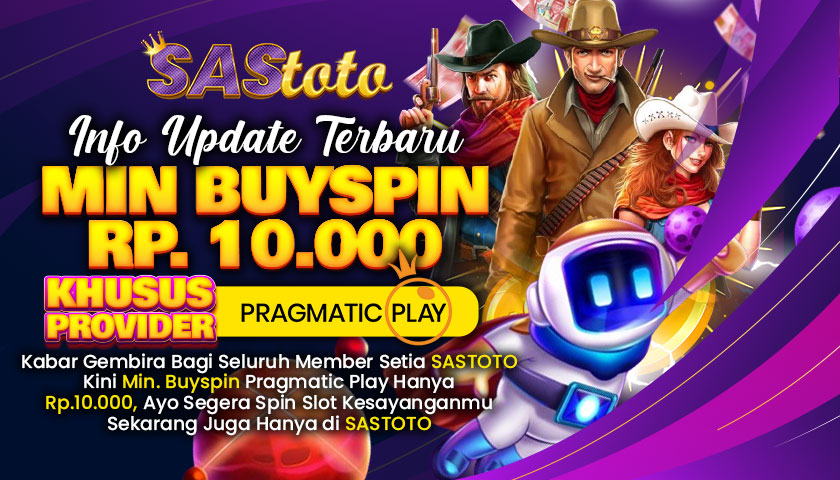 SAStoto
Info Update Terbaru
MIN BUYSPIN
RP. 10.000
KHUSUS
PROVIDER
PRAGMATIC PLAY
Kabar Gembira Bagi Seluruh Member Setia SASTOTO
Kini Min. Buyspin Pragmatic Play Hanya
Rp.10.000, Ayo Segera Spin Slot Kesayanganmu
Sekarang Juga Hanya di SASTOTO